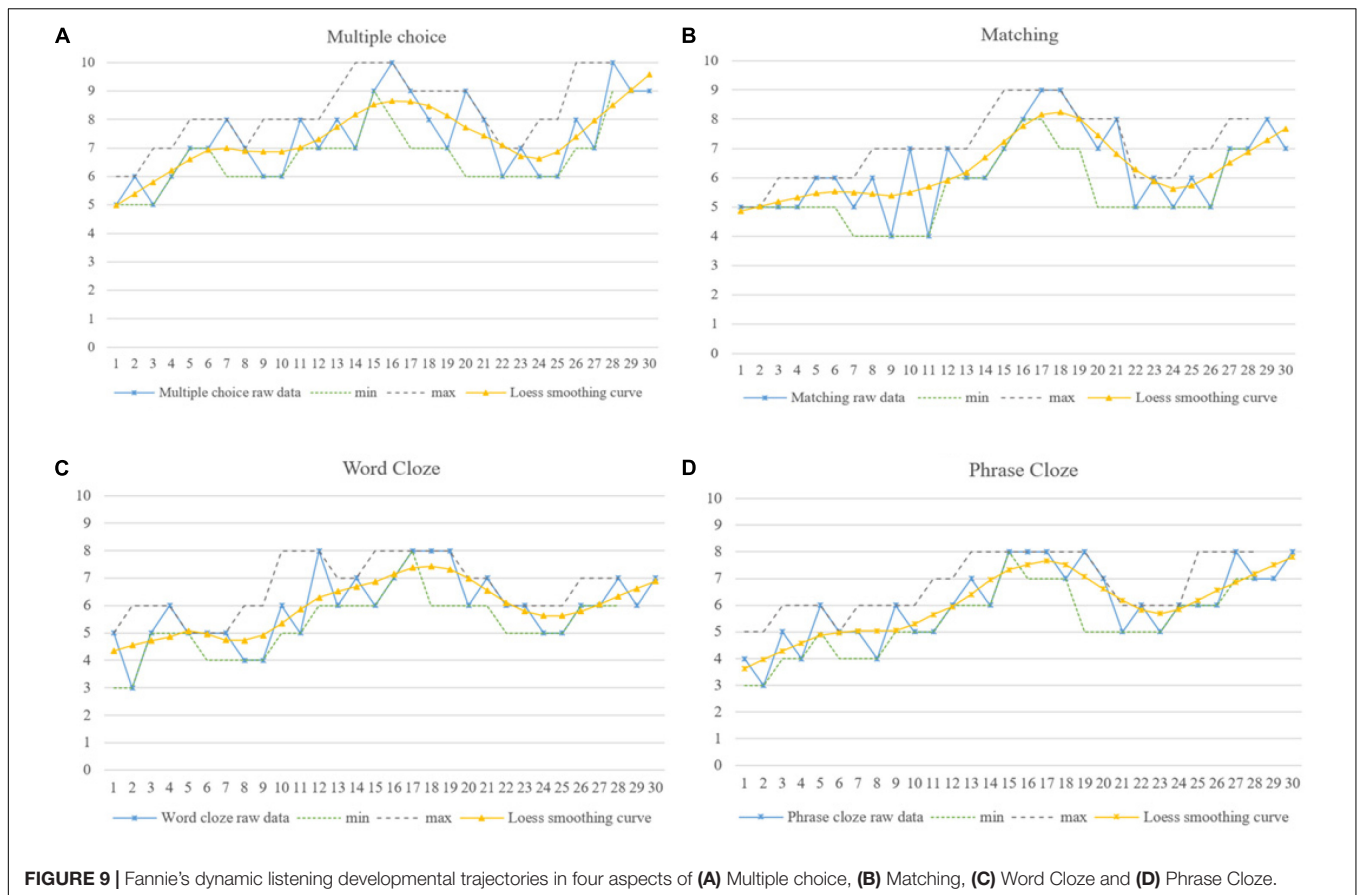 A
Multiple choice
10
9
8
7
6
5
4
3
2
1
0
1 2 3 4 5 6 7 8 9 10 11 12 13 14 15 16 17 18 19 20 21 22 23 24 25 26 27 28 29 30
Multiple choice raw data min max Loess smoothing curve
B
Matching
10
9
8
7
6
5
4
3
2
1
0
1 2 3 4 5 6 7 8 9 10 11 12 13 14 15 16 17 18 19 20 21 22 23 24 25 26 27 28 29 30
Matching raw data min max Loess smoothing curve
C
Word Cloze
10
9
8
7
6
5
4
3
2
1
0
1 2 3 4 5 6 7 8 9 10 11 12 13 14 15 16 17 18 19 20 21 22 23 24 25 26 27 28 29 30
Word cloze raw data min max Loess smoothing curve
D
Phrase Cloze
10
9
8
7
6
5
4
3
2
1
0
1 2 3 4 5 6 7 8 9 10 11 12 13 14 15 16 17 18 19 20 21 22 23 24 25 26 27 28 29 30
Phrase cloze raw data min max Loess smoothing curve
FIGURE 9 | Fannie's dynamic listening developmental trajectories in four aspects of (A) Multiple choice, (B) Matching, (C) Word Cloze and (D) Phrase Cloze.